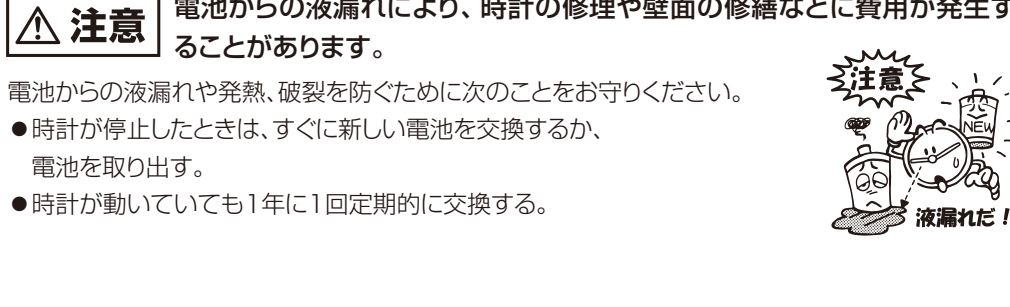 注意
電池からの液漏れにより、時計の修理や壁面の修繕などに費用が発生す
ることがあります。
電池からの液漏れや発熱、破裂を防ぐために次のことをお守りください。
●時計が停止したときは、すぐに新しい電池を交換するか、
電池を取り出す。
●時計が動いていても1年に1回定期的に交換する。
注意
NEW
液漏れだ!